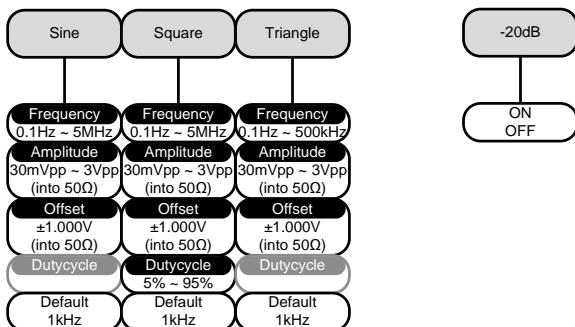 Sine Square Triangle -20dB
Frequency Frequency Frequency ON
0.1Hz ~ 5MHz 0.1Hz ~ 5MHz 0.1Hz ~ 500kHz OFF
Amplitude Amplitude Amplitude
30mVpp ~ 3Vpp 30mVpp ~ 3Vpp 30mVpp ~ 3Vpp
(into 50Ω) (into 50Ω) (into 50Ω)
Offset Offset Offset
±1.000V ±1.000V ±1.000V
(into 50Ω) (into 50Ω) (into 50Ω)
Dutycycle Dutycycle Dutycycle
5% ~ 95%
Default Default Default
1kHz 1kHz 1kHz